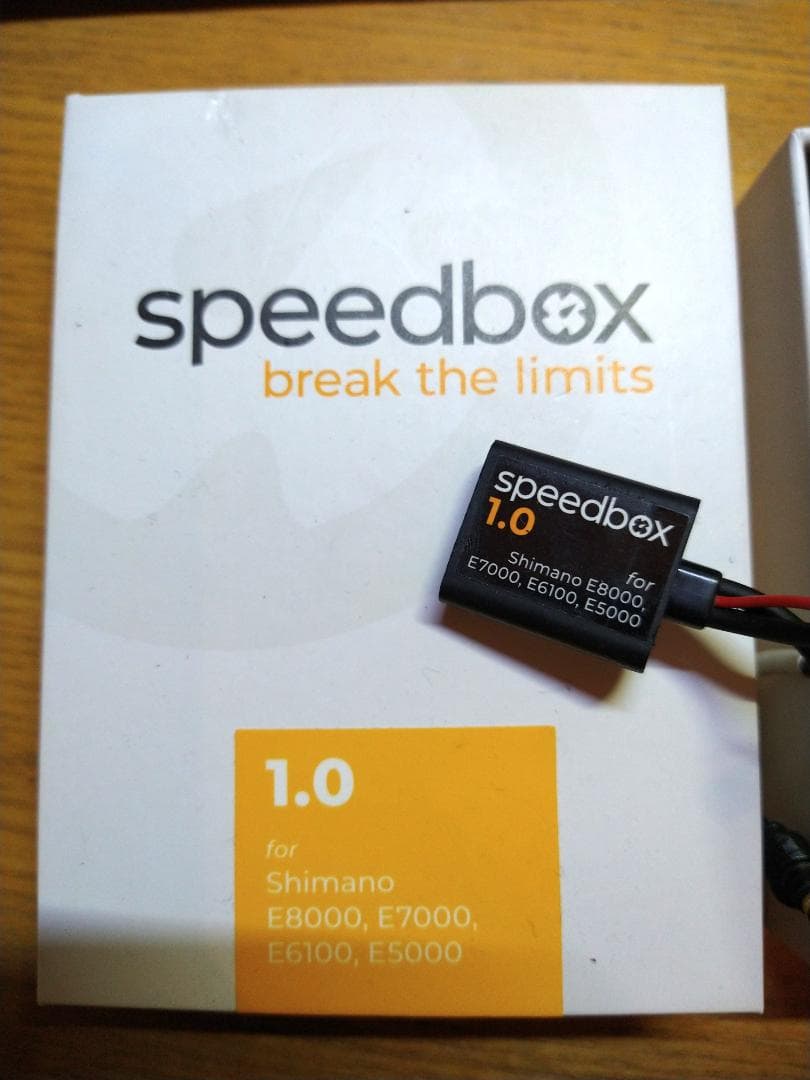 speedbox
break the limits
speedbox
1.0
for
Shimano E8000,
E7000, E6100, E5000
1.0
for
Shimano
E8000, E7000,
E6100, E5000